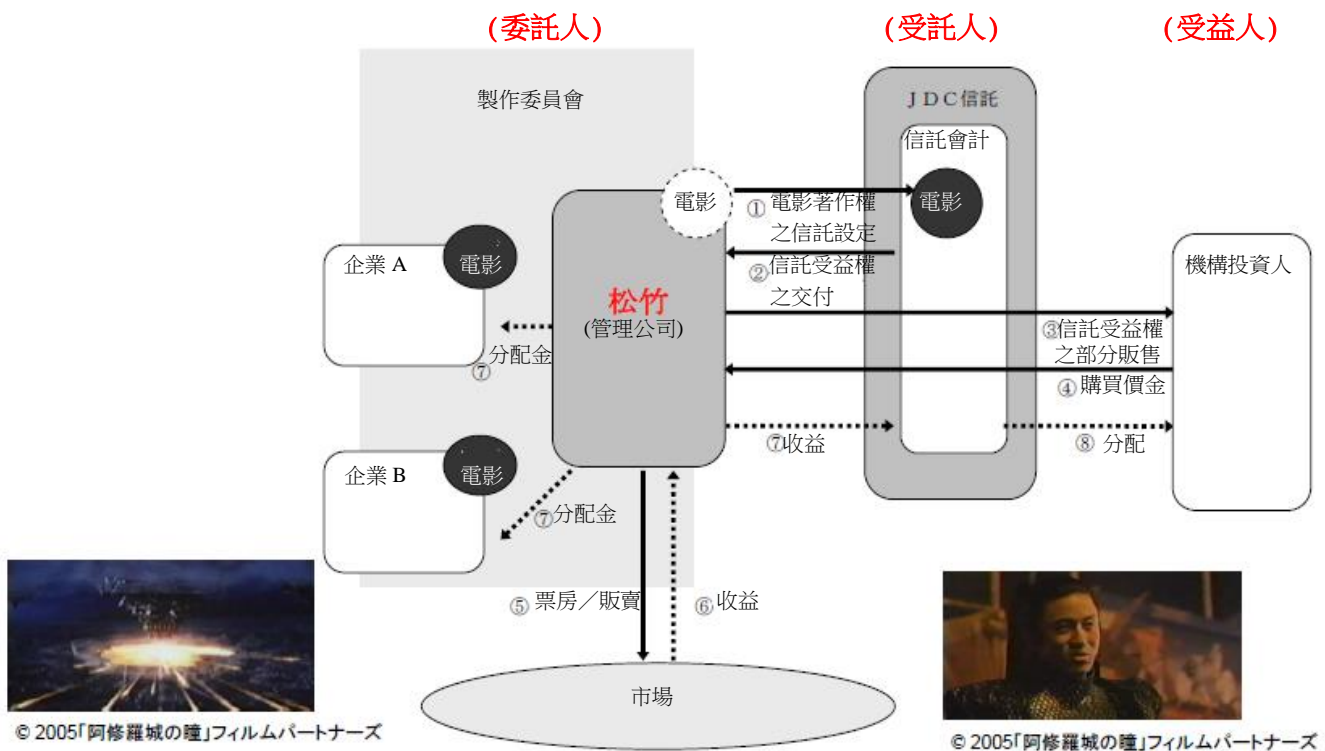 (委託人)
(受託人)
(受益人)
製作委員會
JDC信託
信託會計
電影
電影
① 電影著作權
之信託設定
② 信託受益權
之交付
企業 A
電影
機構投資人
松竹
(管理公司)
③信託受益權
之部分販售
分配金
⑦
④ 購買價金
⑦收益
⑧ 分配
企業 B
電影
⑦分配金
⑤ 票房／販賣
⑥收益
市場
© 2005「阿修羅城の瞳」フィルムパートナーズ
© 2005「阿修羅城の瞳」フィルムパートナーズ